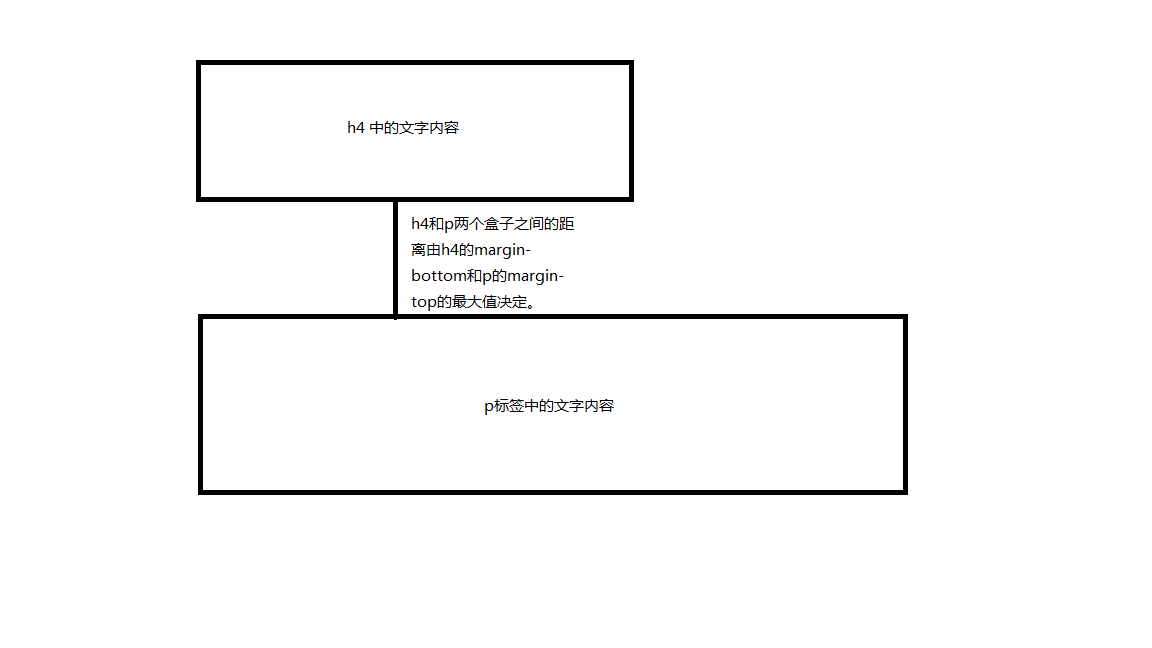 h4 中的文字内容
h4和p两个盒子之间的距
离由h4的margin-
bottom和p的margin-
top的最大值决定。
p标签中的文字内容